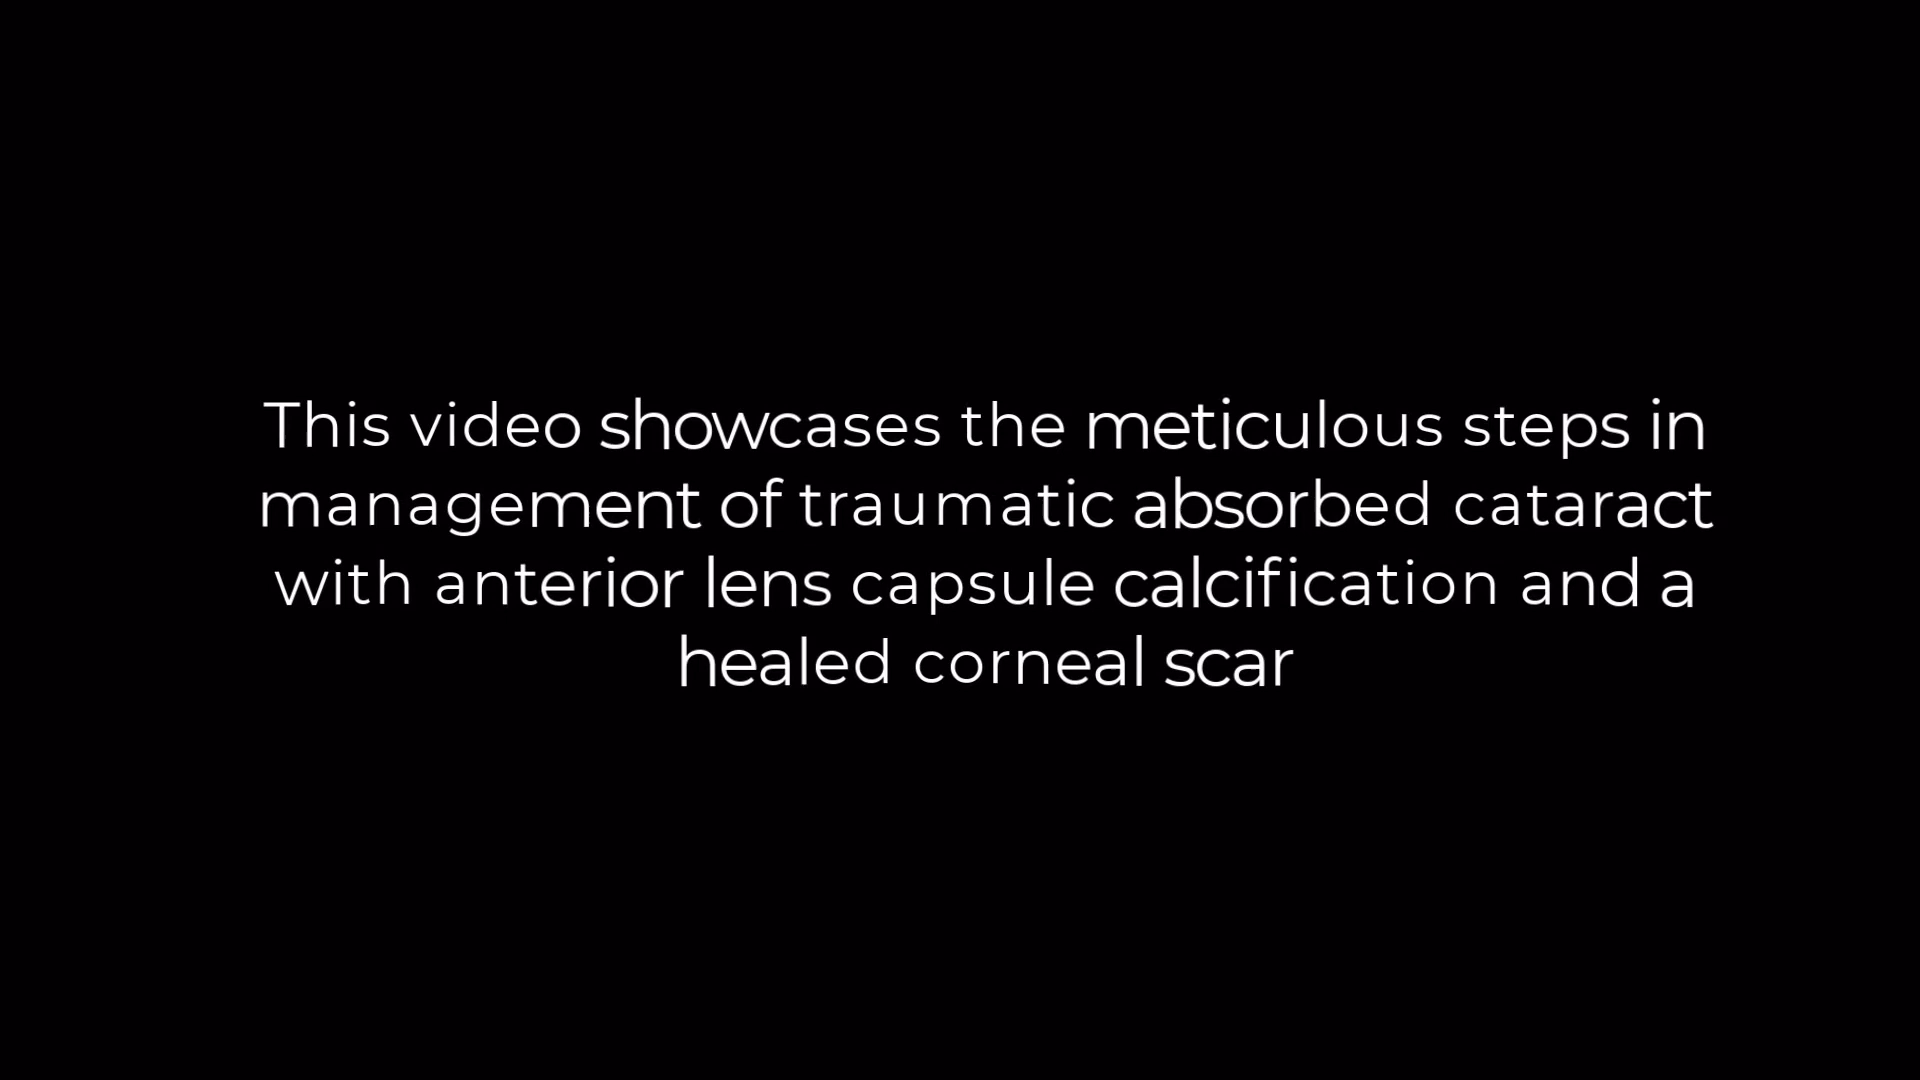 This video showcases the meticulous steps in
management of traumatic absorbed cataract
with anterior lens capsule calcification and a
healed corneal scar